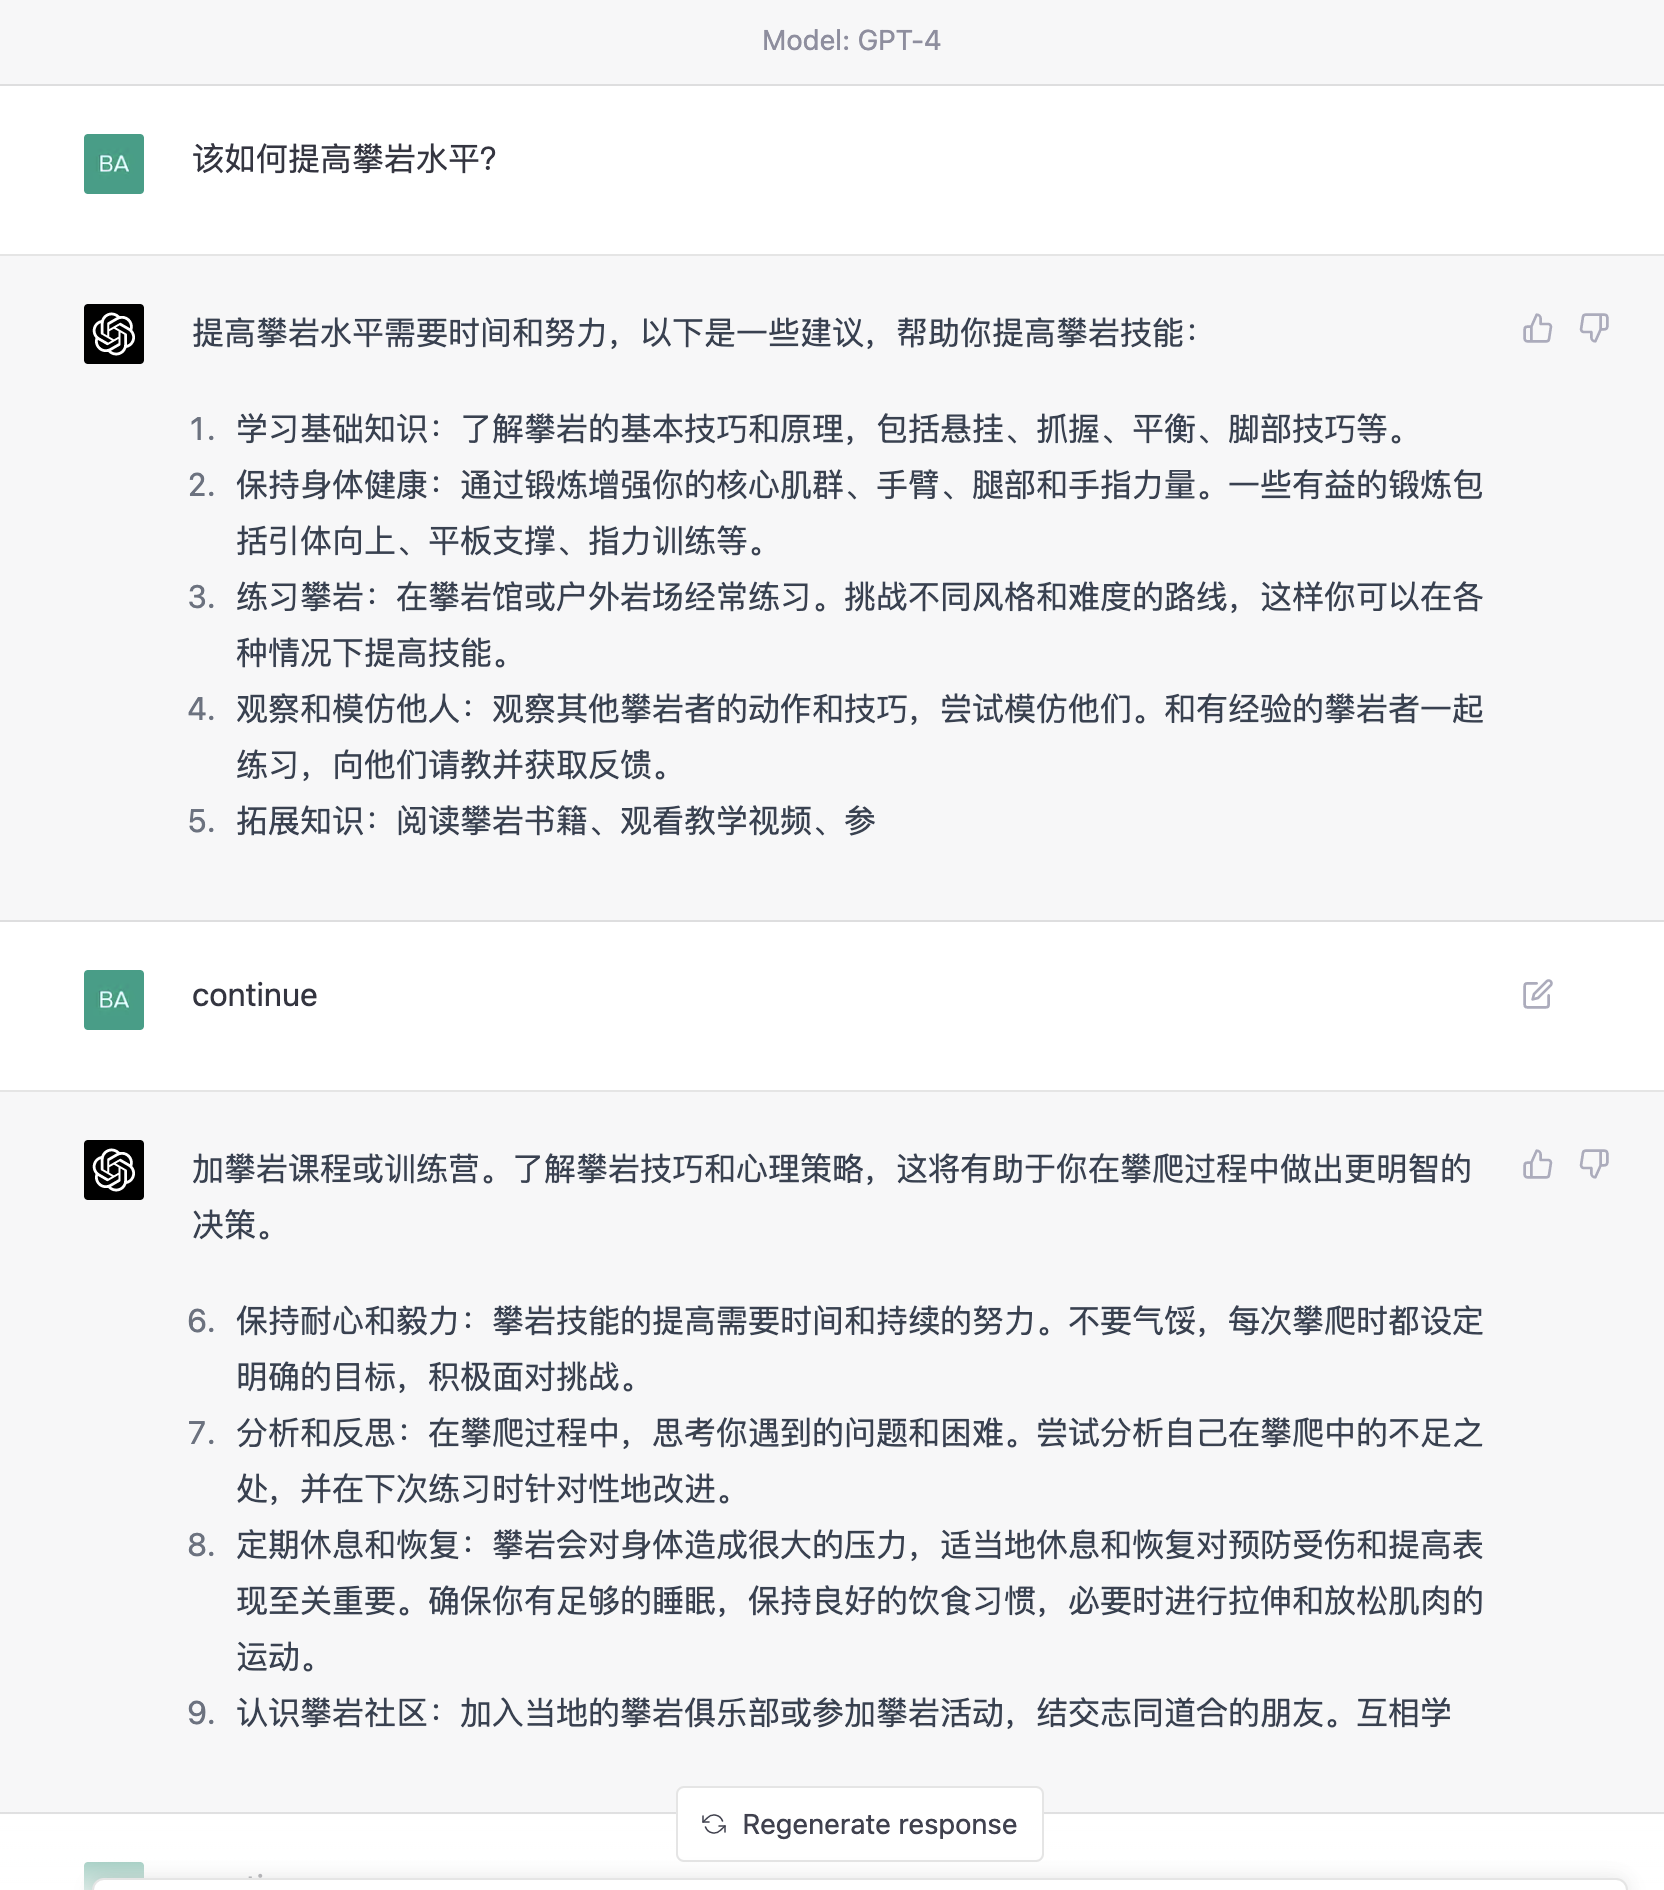 Model: GPT-4
BA
该如何提高攀岩水平?
提高攀岩水平需要时间和努力，以下是一些建议，帮助你提高攀岩技能：
1. 学习基础知识：了解攀岩的基本技巧和原理，包括悬挂、抓握、平衡、脚部技巧等。
2. 保持身体健康：通过锻炼增强你的核心肌群、手臂、腿部和手指力量。一些有益的锻炼包
括引体向上、平板支撑、指力训练等。
3. 练习攀岩：在攀岩馆或户外岩场经常练习。挑战不同风格和难度的路线，这样你可以在各
种情况下提高技能。
4. 观察和模仿他人：观察其他攀岩者的动作和技巧，尝试模仿他们。和有经验的攀岩者一起
练习，向他们请教并获取反馈。
5. 拓展知识：阅读攀岩书籍、观看教学视频、参
BA
continue
加攀岩课程或训练营。了解攀岩技巧和心理策略，这将有助于你在攀爬过程中做出更明智的
决策。
6. 保持耐心和毅力：攀岩技能的提高需要时间和持续的努力。不要气馁，每次攀爬时都设定
明确的目标，积极面对挑战。
7. 分析和反思：在攀爬过程中，思考你遇到的问题和困难。尝试分析自己在攀爬中的不足之
处，并在下次练习时针对性地改进。
8. 定期休息和恢复：攀岩会对身体造成很大的压力，适当地休息和恢复对预防受伤和提高表
现至关重要。确保你有足够的睡眠，保持良好的饮食习惯，必要时进行拉伸和放松肌肉的
运动。
9. 认识攀岩社区：加入当地的攀岩俱乐部或参加攀岩活动，结交志同道合的朋友。互相学
Regenerate response